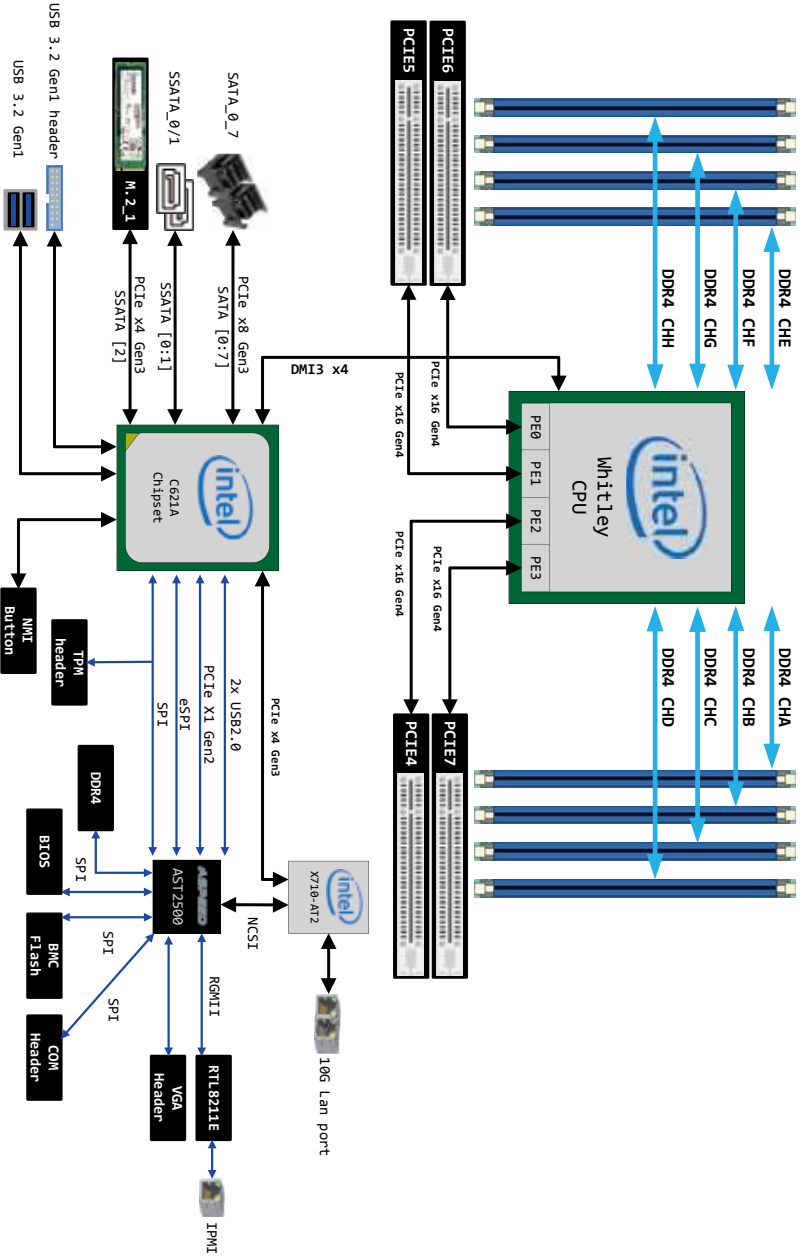 DDR4 CHE
DDR4 CHF
DDR4 CHG
DDR4 CHH
DDR4 CHA
DDR4 CHB
DDR4 CHC
DDR4 CHD
intel
Whitley
CPU
PE0
PE1
PE2
PE3
PCIE6
PCIE5
PCIe x16 Gen4
PCIe x16 Gen4
PCIe x16 Gen4
PCIe x16 Gen4
PCIE7
PCIE4
DMI3 x4
SATA_0_7
PCIe x8 Gen3
SATA [0:7]
SSATA_0/1
SSATA [0:1]
M.2_1
PCIe x4 Gen3
SSATA [2]
USB 3.2 Gen1 header
USB 3.2 Gen1
intel
C621A
Chipset
NMI
Button
PCIe x4 Gen3
2x USB2.0
PCIe X1 Gen2
eSPI
SPI
TPM
header
intel
X710-AT2
10G Lan port
NCSI
ASPEED
AST2500
DDR4
SPI
BIOS
SPI
BMC
Flash
SPI
COM
Header
RGMII
RTL8211E
IPMI
VGA
Header